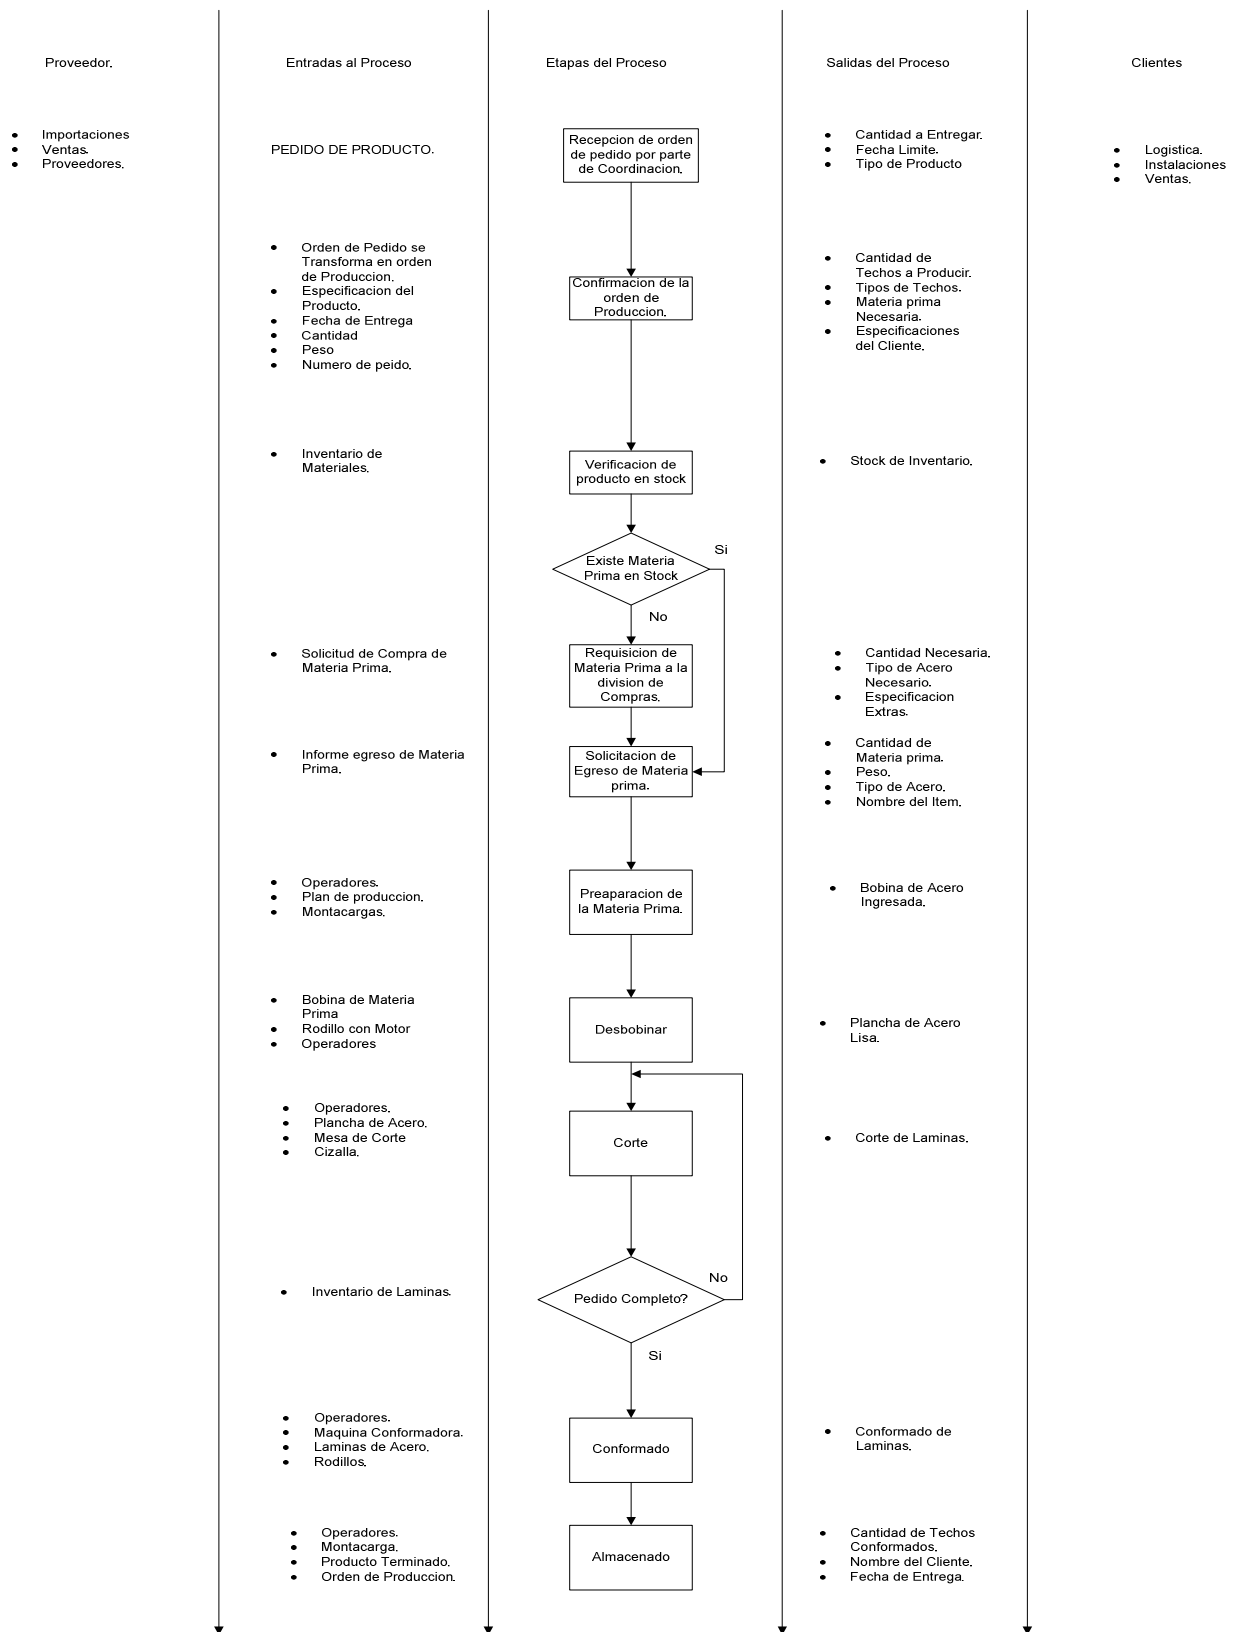 Proveedor.
Entradas al Proceso
Etapas del Proceso
Salidas del Proceso
Clientes
• Importaciones
• Ventas.
• Proveedores.
PEDIDO DE PRODUCTO.
Recepcion de orden
de pedido por parte
de Coordinacion.
• Cantidad a Entregar.
• Fecha Limite.
• Tipo de Producto
• Logistica.
• Instalaciones
• Ventas.
• Orden de Pedido se
Transforma en orden
de Produccion.
• Especificacion del
Producto.
• Fecha de Entrega
• Cantidad
• Peso
• Numero de peido.
Confirmacion de la
orden de
Produccion.
• Cantidad de
Techos a Producir.
• Tipos de Techos.
• Materia prima
Necesaria.
• Especificaciones
del Cliente.
• Inventario de
Materiales.
Verificacion de
producto en stock
• Stock de Inventario.
Existe Materia
Prima en Stock
Si
No
• Solicitud de Compra de
Materia Prima.
Requisicion de
Materia Prima a la
division de
Compras.
• Cantidad Necesaria.
• Tipo de Acero
Necesario.
• Especificacion
Extras.
• Informe egreso de Materia
Prima.
Solicitacion de
Egreso de Materia
prima.
• Cantidad de
Materia prima.
• Peso.
• Tipo de Acero.
• Nombre del Item.
• Operadores.
• Plan de produccion.
• Montacargas.
Preaparacion de
la Materia Prima.
• Bobina de Acero
Ingresada.
• Bobina de Materia
Prima
• Rodillo con Motor
• Operadores
Desbobinar
• Plancha de Acero
Lisa.
• Operadores.
• Plancha de Acero.
• Mesa de Corte
• Cizalla.
Corte
• Corte de Laminas.
• Inventario de Laminas.
Pedido Completo?
No
Si
• Operadores.
• Maquina Conformadora.
• Laminas de Acero.
• Rodillos.
Conformado
• Conformado de
Laminas.
• Operadores.
• Montacarga.
• Producto Terminado.
• Orden de Produccion.
Almacenado
• Cantidad de Techos
Conformados.
• Nombre del Cliente.
• Fecha de Entrega.